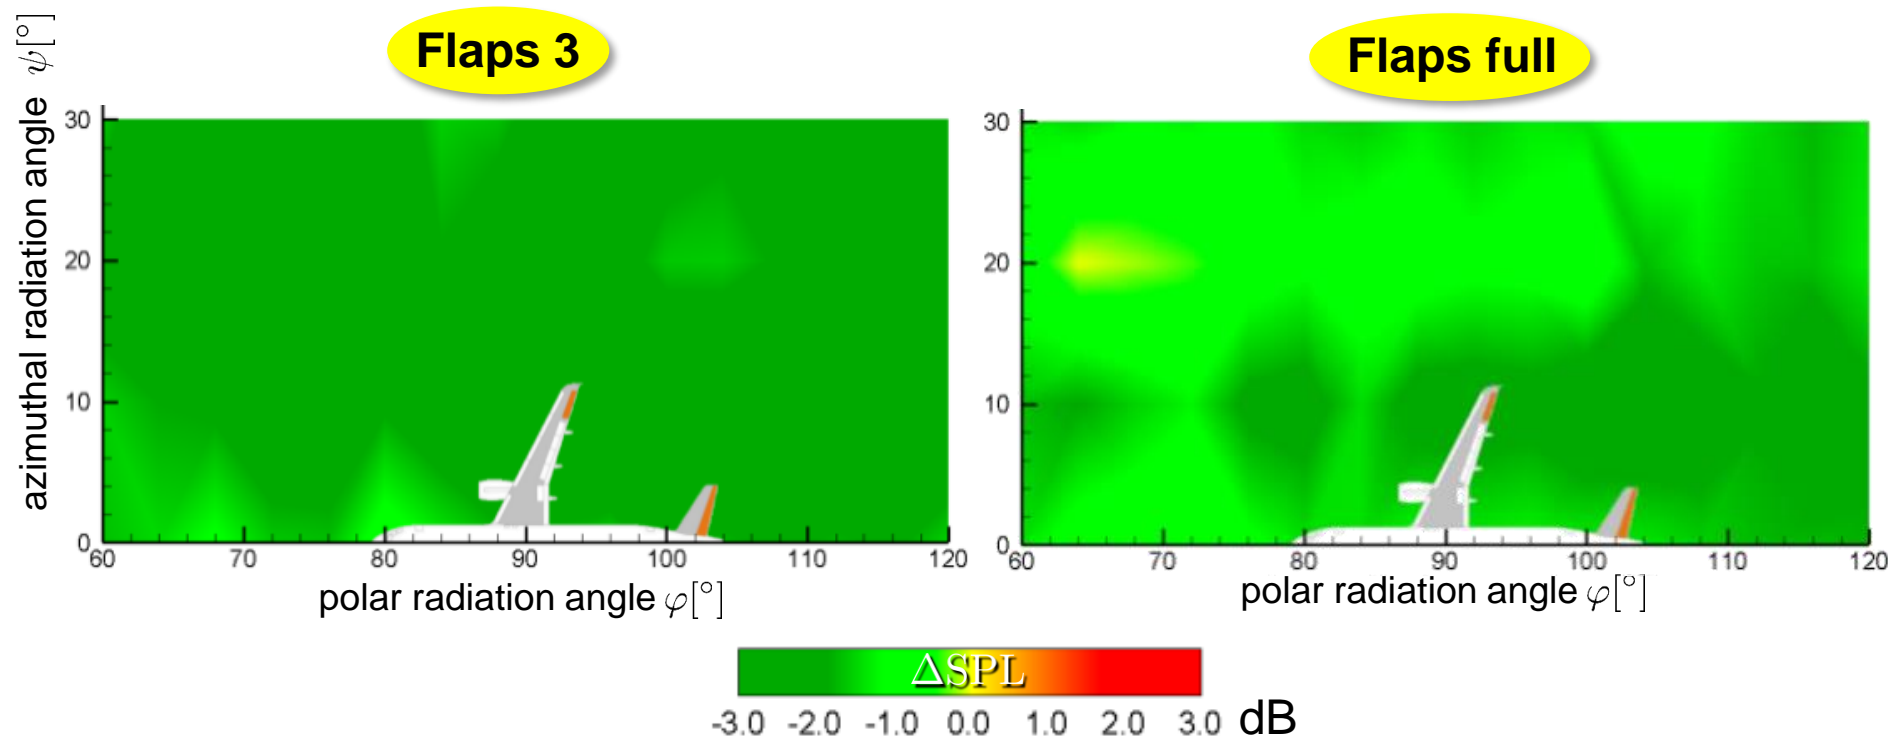 Flaps 3
Flaps full
azimuthal radiation angle ψ[°]
30
20
10
0
60 70 80 90 100 110 120
polar radiation angle φ[°]
30
20
10
0
60 70 80 90 100 110 120
polar radiation angle φ[°]
ΔSPL
-3.0 -2.0 -1.0 0.0 1.0 2.0 3.0 dB